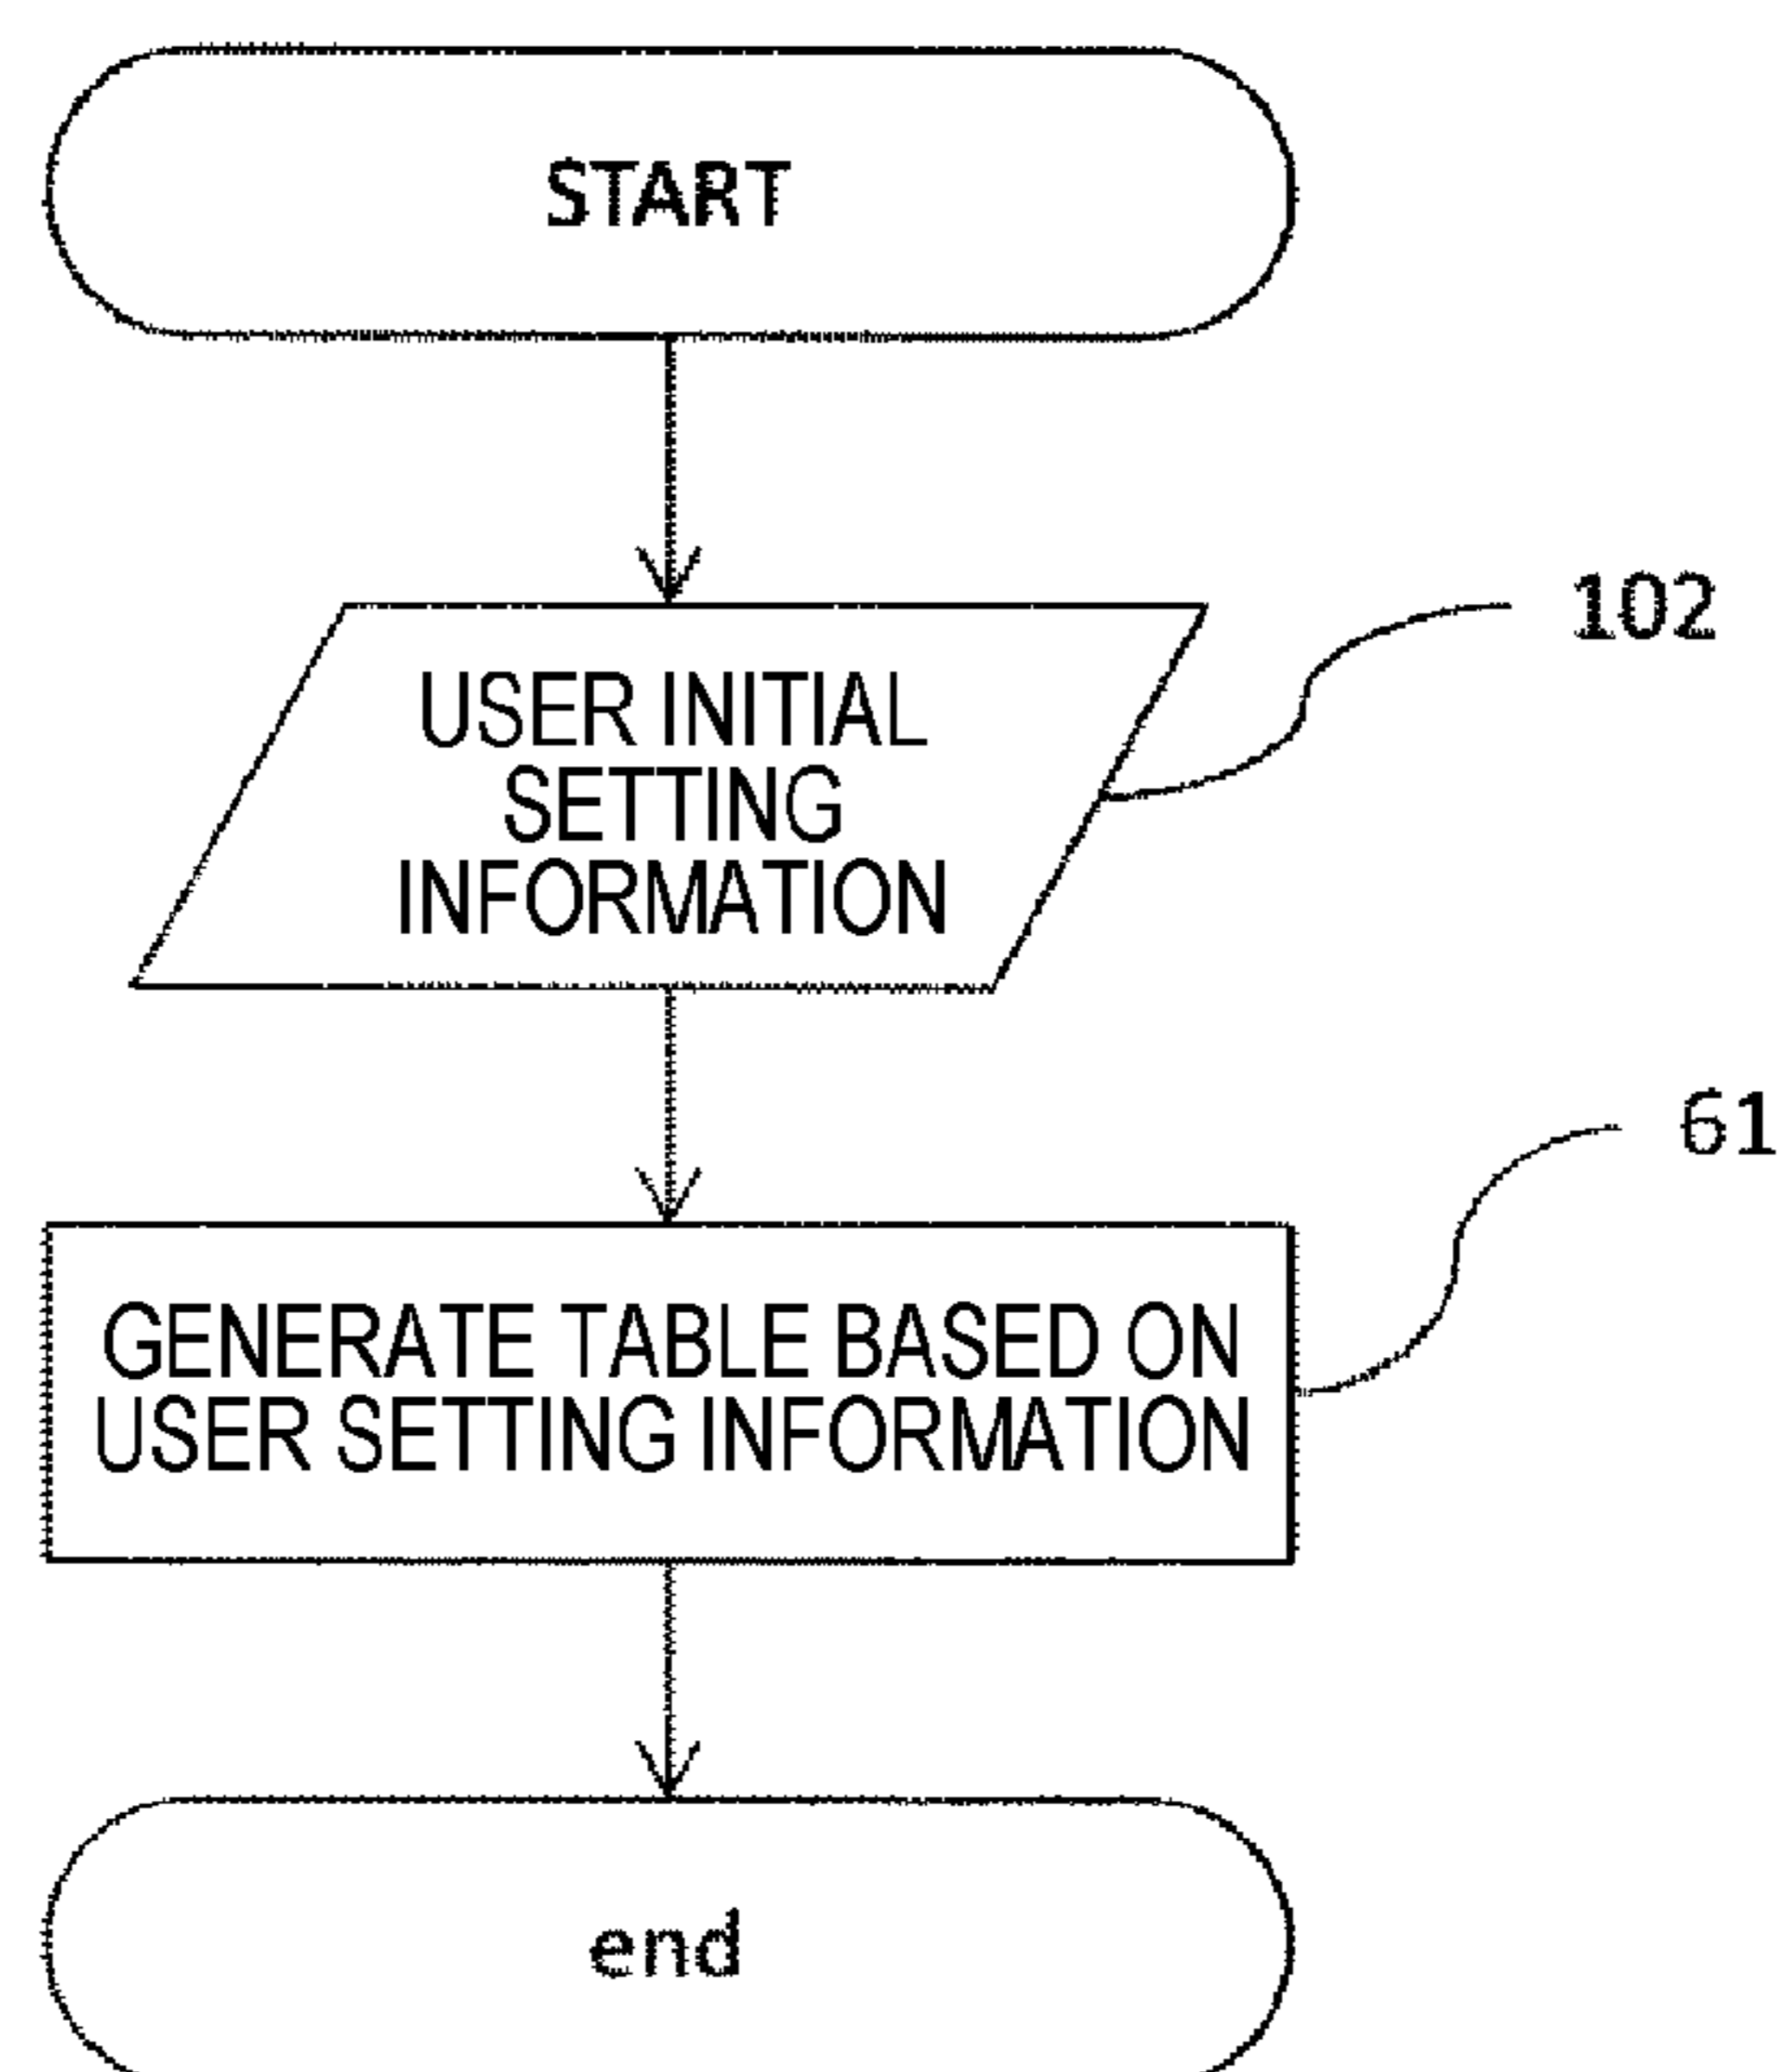 START
102
USER INITIAL
SETTING
INFORMATION
61
GENERATE TABLE BASED ON
USER SETTING INFORMATION
end